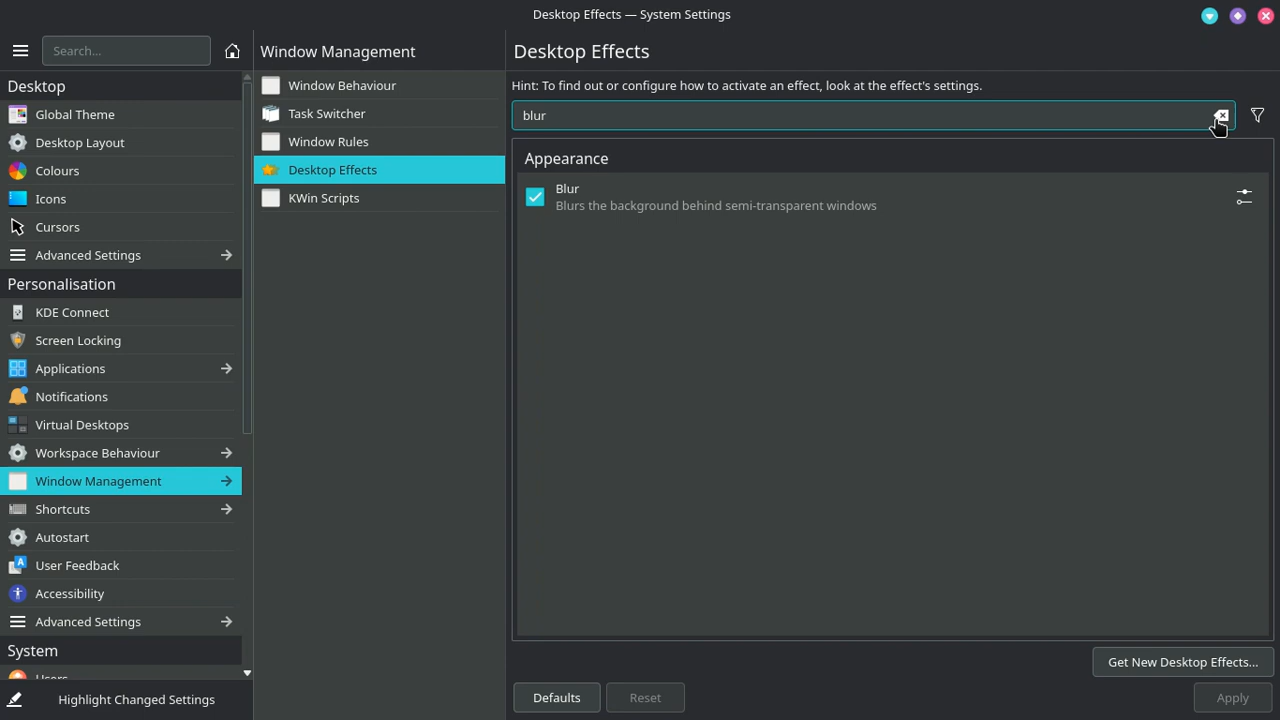 Desktop Effects — System Settings
Search...
Window Management
Desktop Effects
Desktop
Global Theme
Desktop Layout
Colours
Icons
Cursors
Advanced Settings
Personalisation
KDE Connect
Screen Locking
Applications
Notifications
Virtual Desktops
Workspace Behaviour
Window Management
Shortcuts
Autostart
User Feedback
Accessibility
Advanced Settings
System
Users
Highlight Changed Settings
Window Behaviour
Task Switcher
Window Rules
Desktop Effects
KWin Scripts
Hint: To find out or configure how to activate an effect, look at the effect's settings.
blur
Appearance
Blur
Blurs the background behind semi-transparent windows
Get New Desktop Effects...
Defaults
Reset
Apply